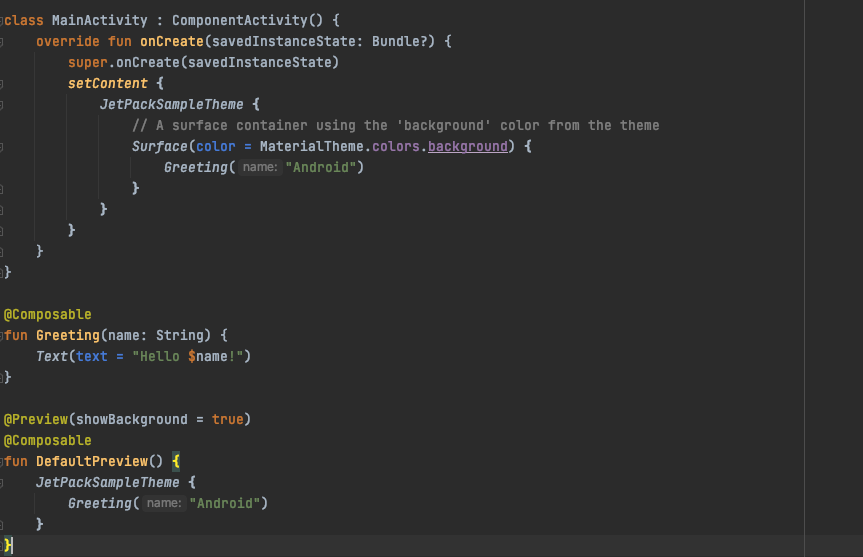 class MainActivity : ComponentActivity() {
    override fun onCreate(savedInstanceState: Bundle?) {
        super.onCreate(savedInstanceState)
        setContent {
            JetPackSampleTheme {
                // A surface container using the 'background' color from the theme
                Surface(color = MaterialTheme.colors.background) {
                    Greeting( name: "Android")
                }
            }
        }
    }
}

@Composable
fun Greeting(name: String) {
    Text(text = "Hello $name!")
}

@Preview(showBackground = true)
@Composable
fun DefaultPreview() {
    JetPackSampleTheme {
        Greeting( name: "Android")
    }
}